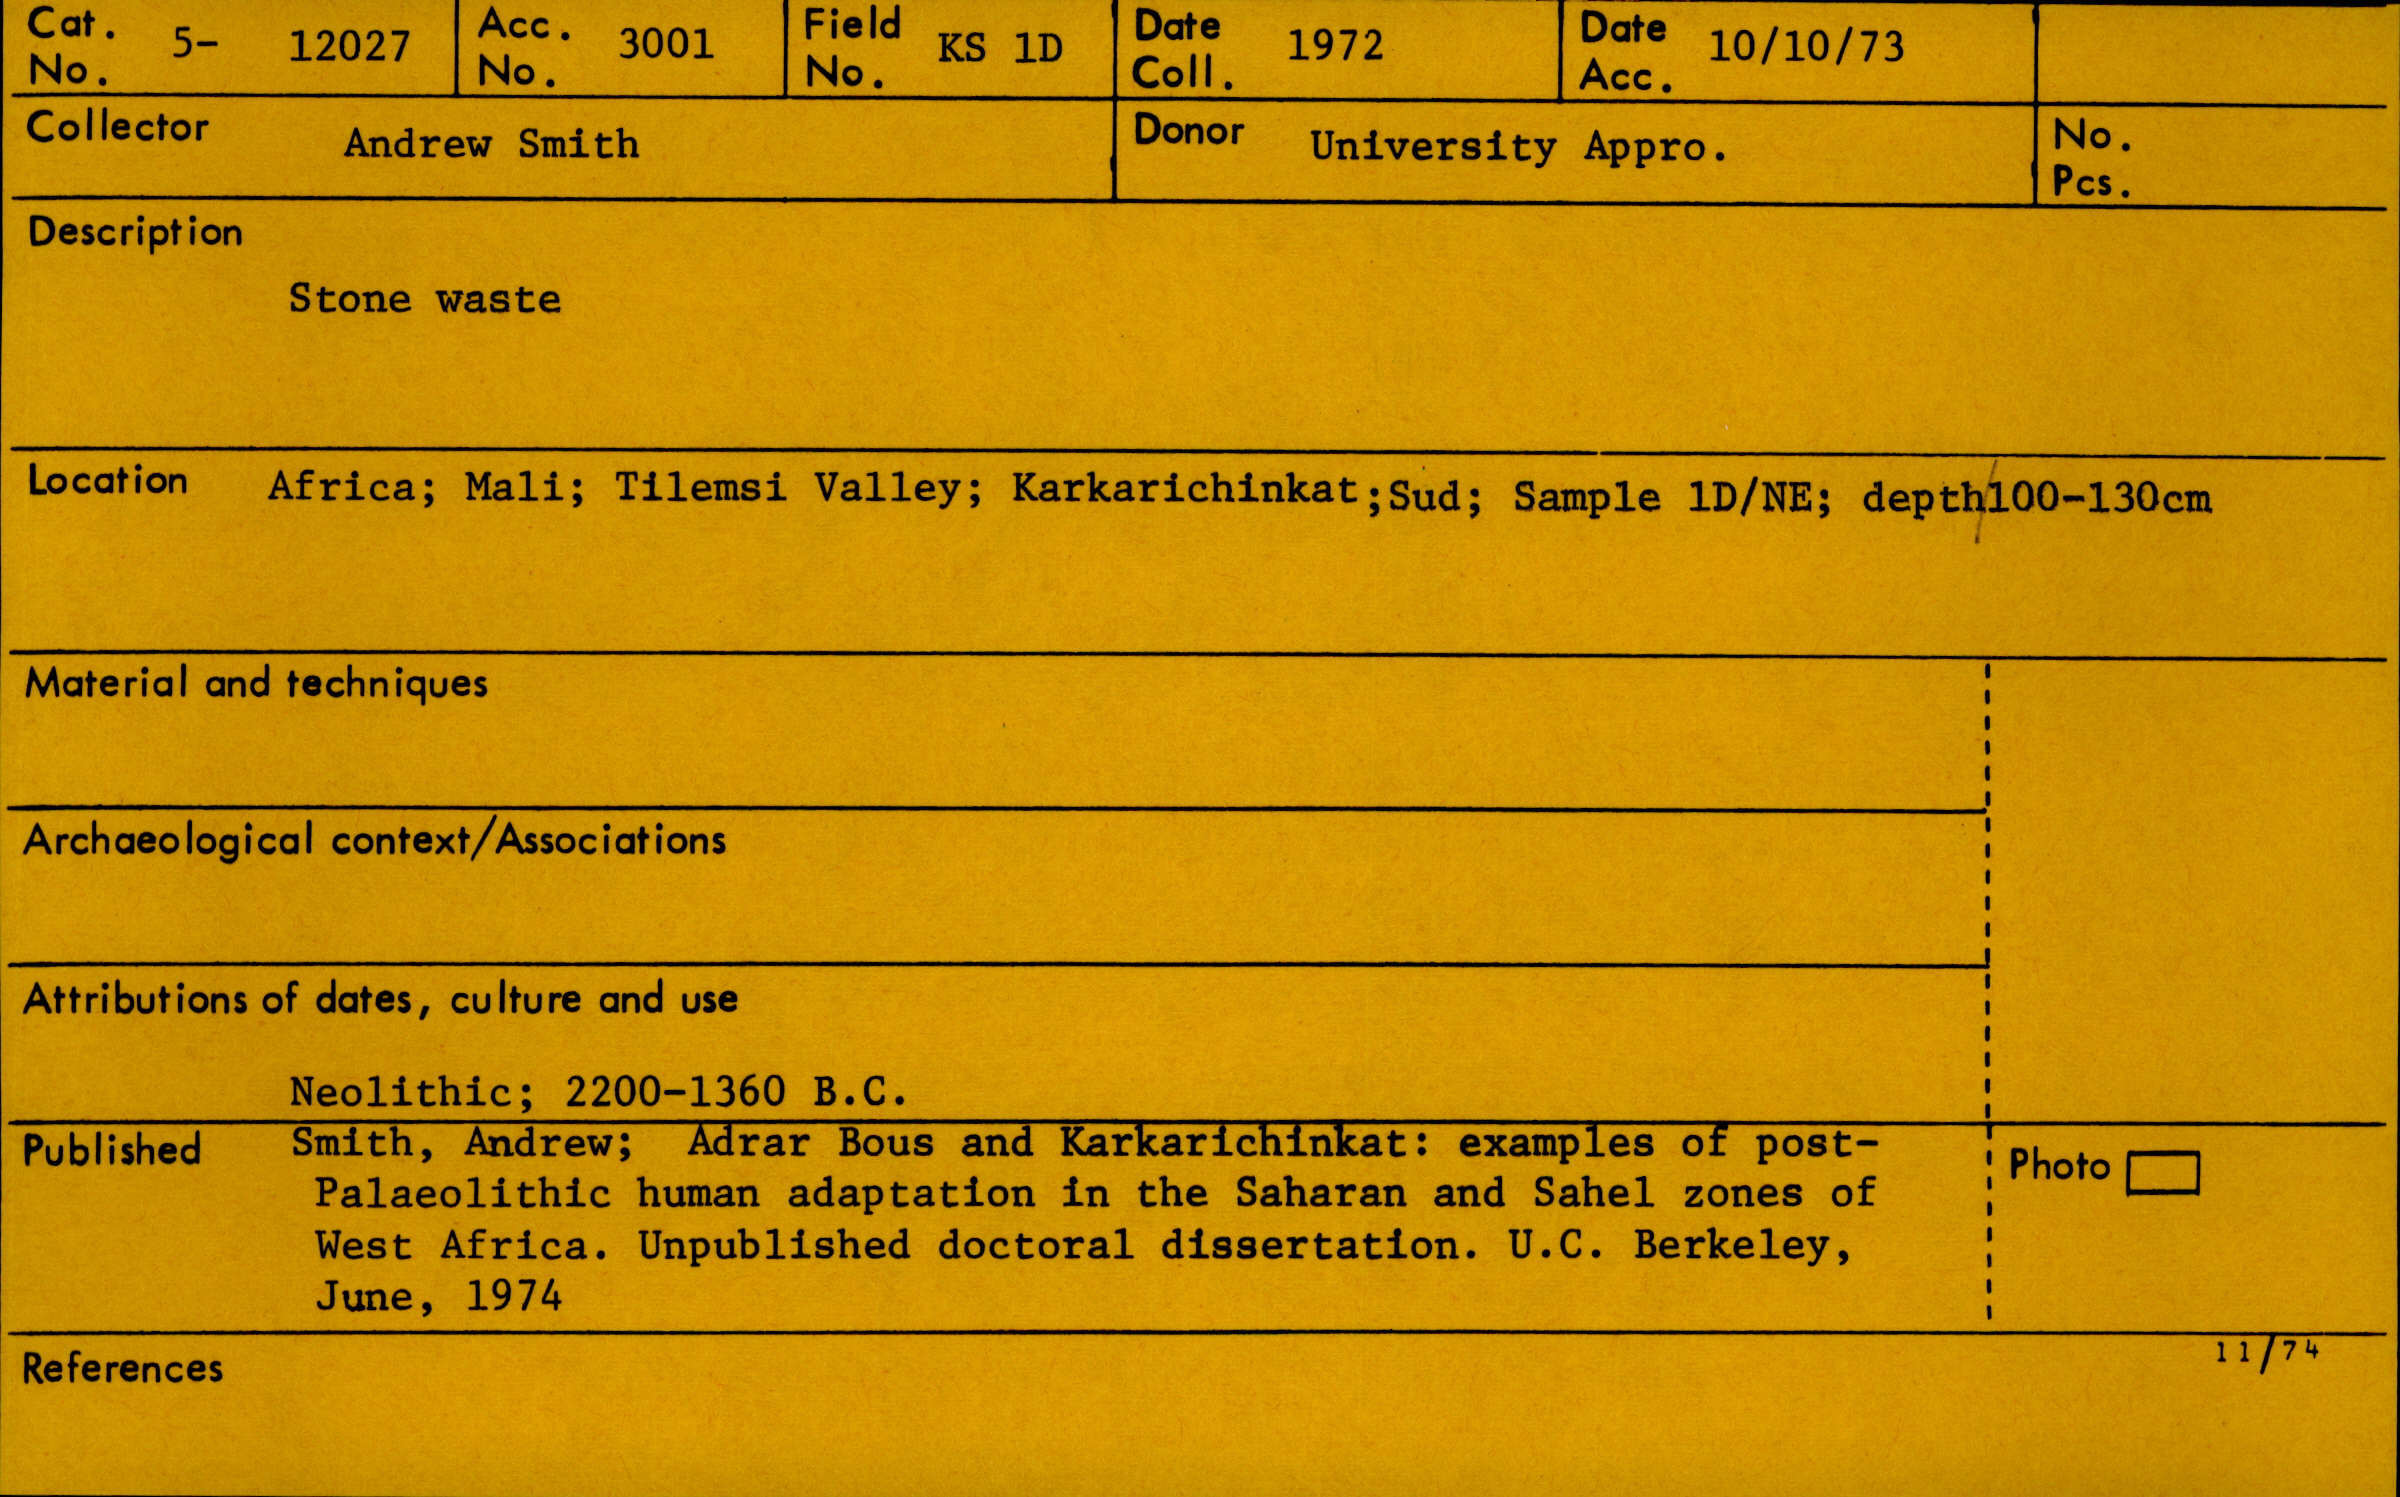 Cat. No. 5- 12027 Acc. No. 3001 Field No. KS 1D Date Coll. 1972 Date Acc. 10/10/73
Collector Andrew Smith Donor University Appro. No. Pcs.
Description
Stone waste
Location Africa; Mali; Tilemsi Valley; Karkarichinkat;Sud; Sample 1D/NE; depth/100-130cm
Material and techniques
Archaeological context/Associations
Attributions of dates, culture and use
Neolithic; 2200-1360 B.C.
Published Smith, Andrew; Adrar Bous and Karkarichinkat: examples of post-
Palaeolithic human adaptation in the Saharan and Sahel zones of
West Africa. Unpublished doctoral dissertation. U.C. Berkeley,
June, 1974
Photo
References
11/74